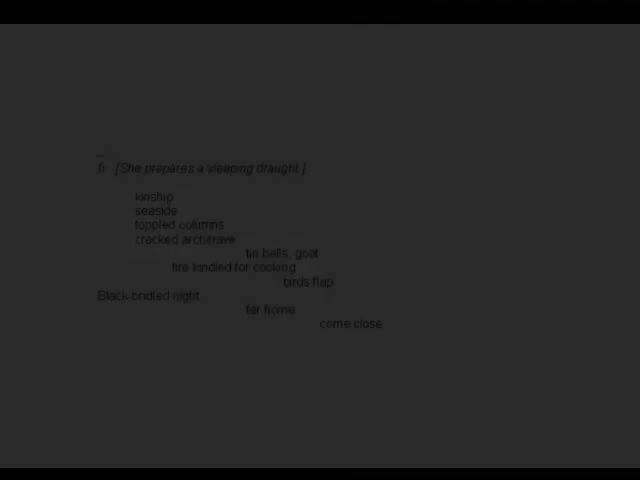 fr. [She prepares a sleeping draught.]
kinship
seaside
toppled columns
cracked architrave
tin bells, goat
fire kindled for cooking
birds flap
Black-bridled night
far home
come close